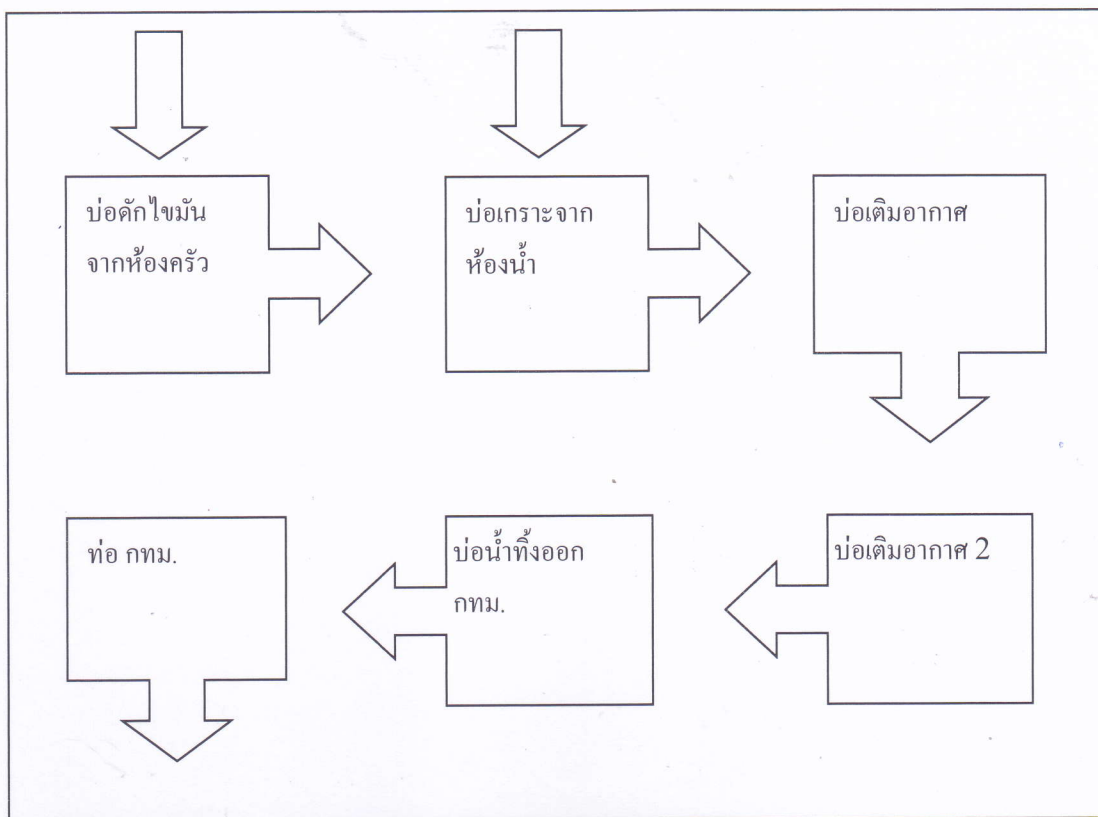 บ่อดักไขมัน
จากห้องครัว
บ่อเกราะจาก
ห้องน้ำ
บ่อเติมอากาศ
ท่อ กทม.
บ่อน้ำทิ้งออก
กทม.
บ่อเติมอากาศ 2